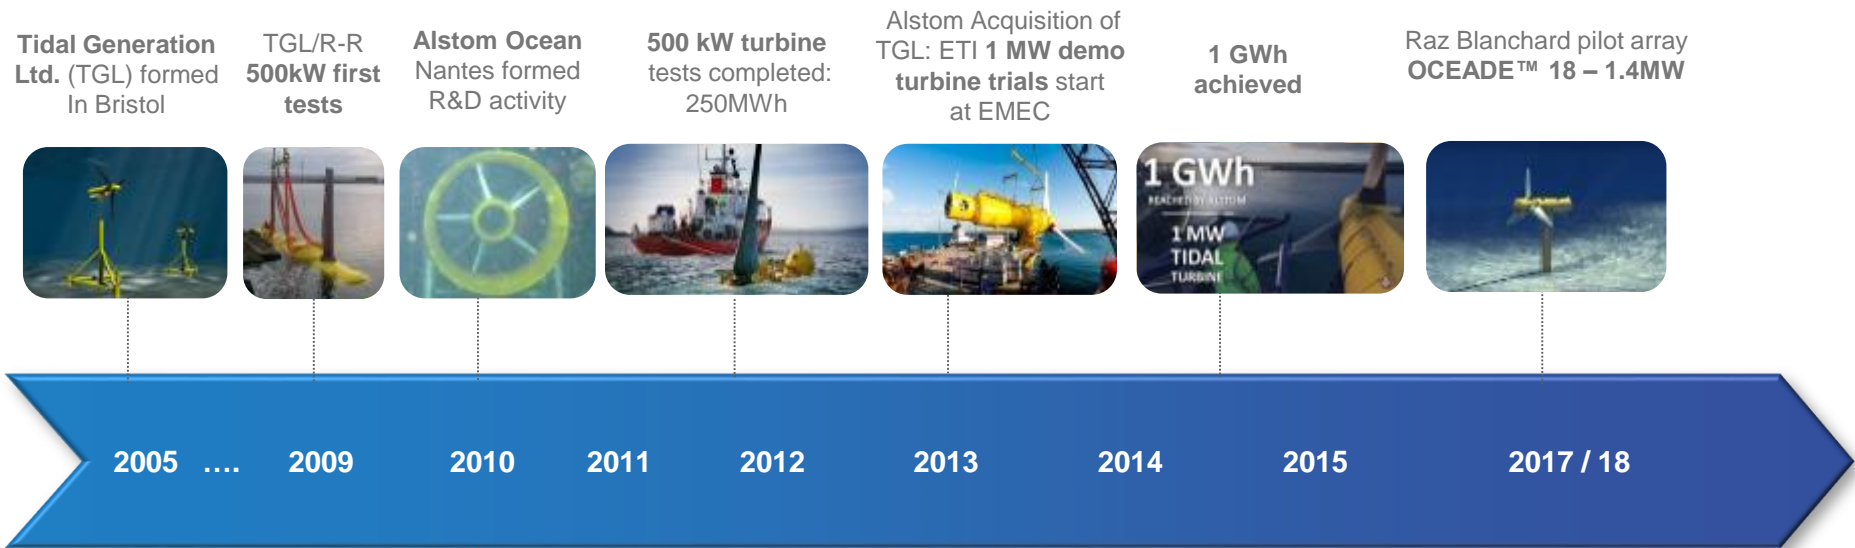 Tidal Generation
Ltd. (TGL) formed
In Bristol
TGL/R-R
500kW first
tests
Alstom Ocean
Nantes formed
R&D activity
500 kW turbine
tests completed:
250MWh
Alstom Acquisition of
TGL: ETI 1 MW demo
turbine trials start
at EMEC
1 GWh
achieved
Raz Blanchard pilot array
OCEADE™ 18 – 1.4MW
1 GWh
REACHED BY ALSTOM
1 MW
TIDAL
TURBINE
2005 .... 2009 2010 2011 2012 2013 2014 2015 2017 / 18